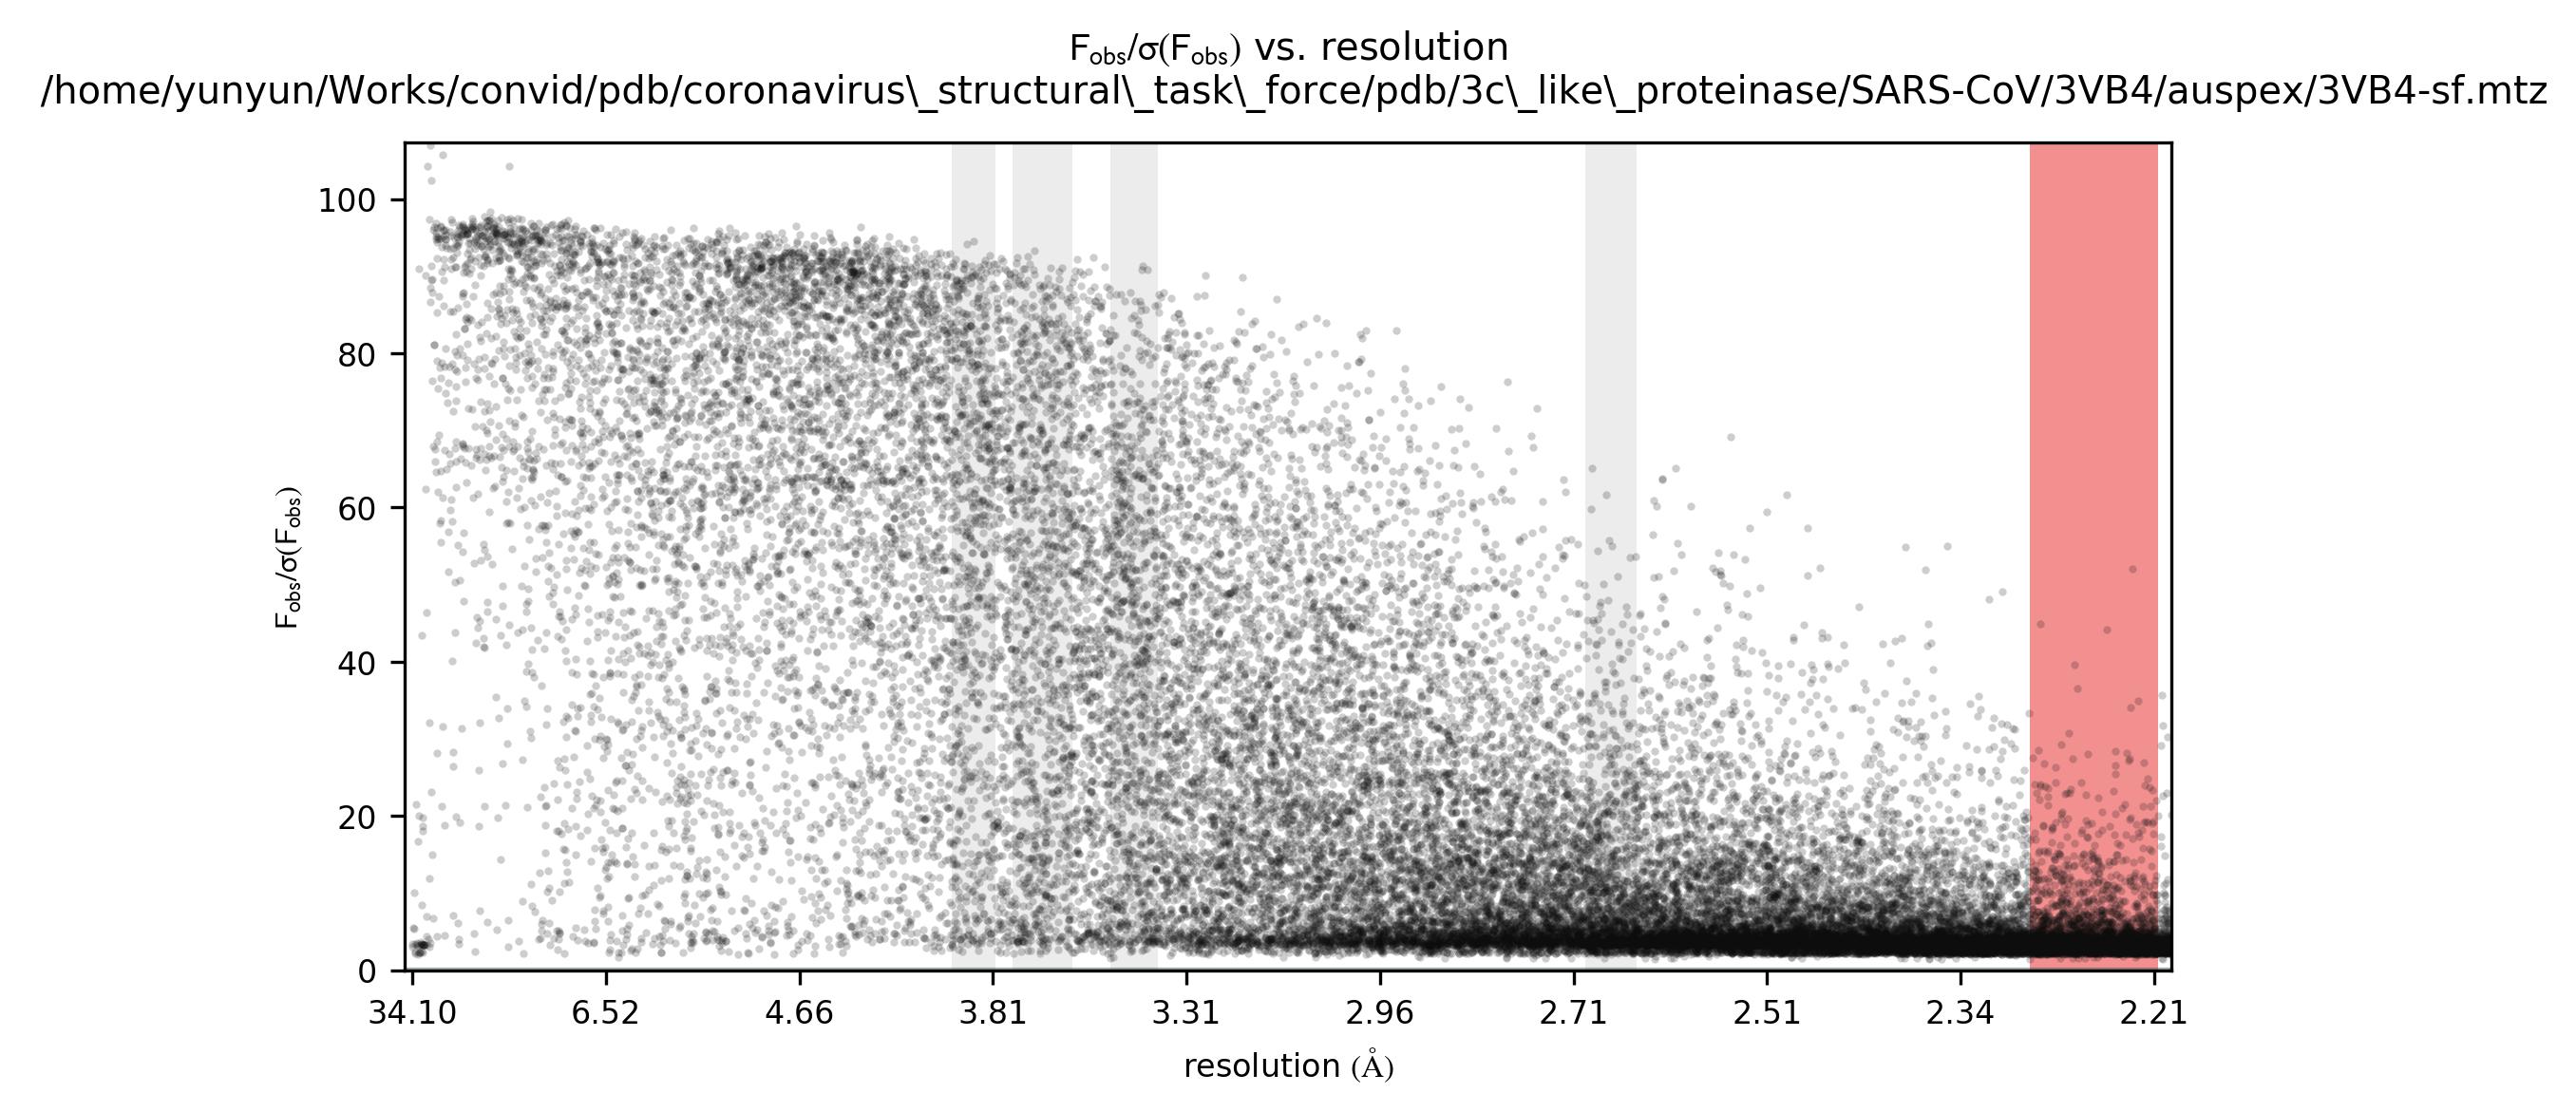 Fobs/σ(Fobs) vs. resolution
/home/yunyun/Works/convid/pdb/coronavirus\_structural\_task\_force/pdb/3c\_like\_proteinase/SARS-CoV/3VB4/auspex/3VB4-sf.mtz
Fobs/σ(Fobs)
100
80
60
40
20
0
34.10 6.52 4.66 3.81 3.31 2.96 2.71 2.51 2.34 2.21
resolution (Å)